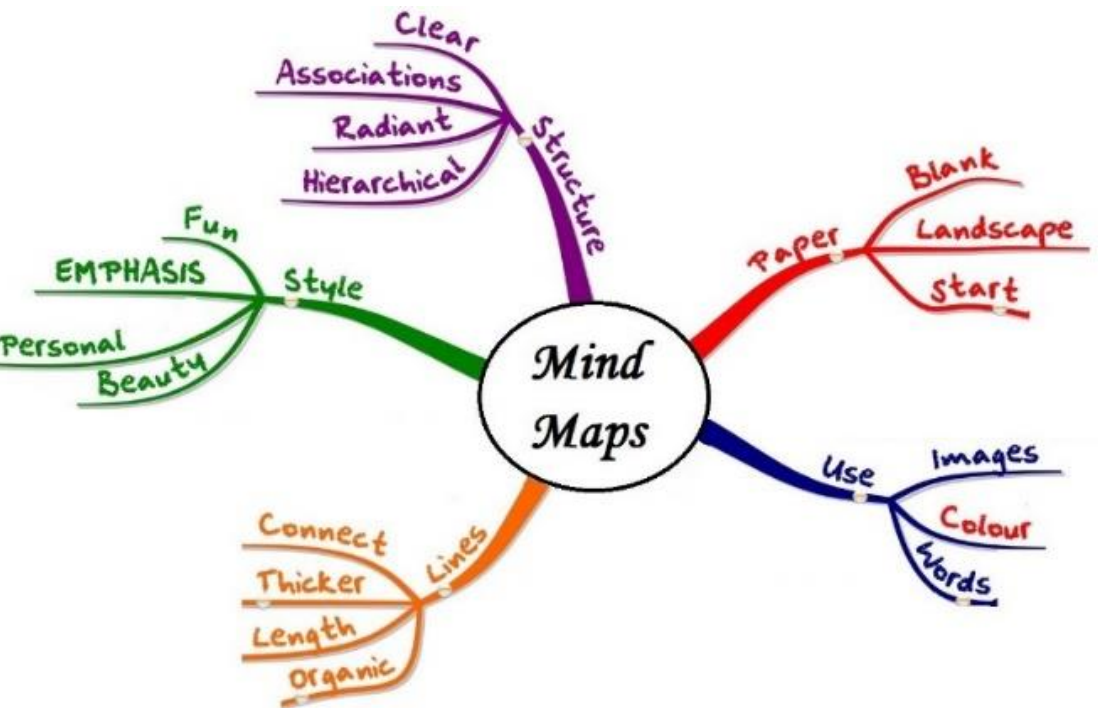 Mind
Maps
Structure
Clear
Associations
Radiant
Hierarchical
Paper
Blank
Landscape
Start
Use
Images
Colour
Words
Lines
Connect
Thicker
Length
Organic
Style
Fun
EMPHASIS
Personal
Beauty